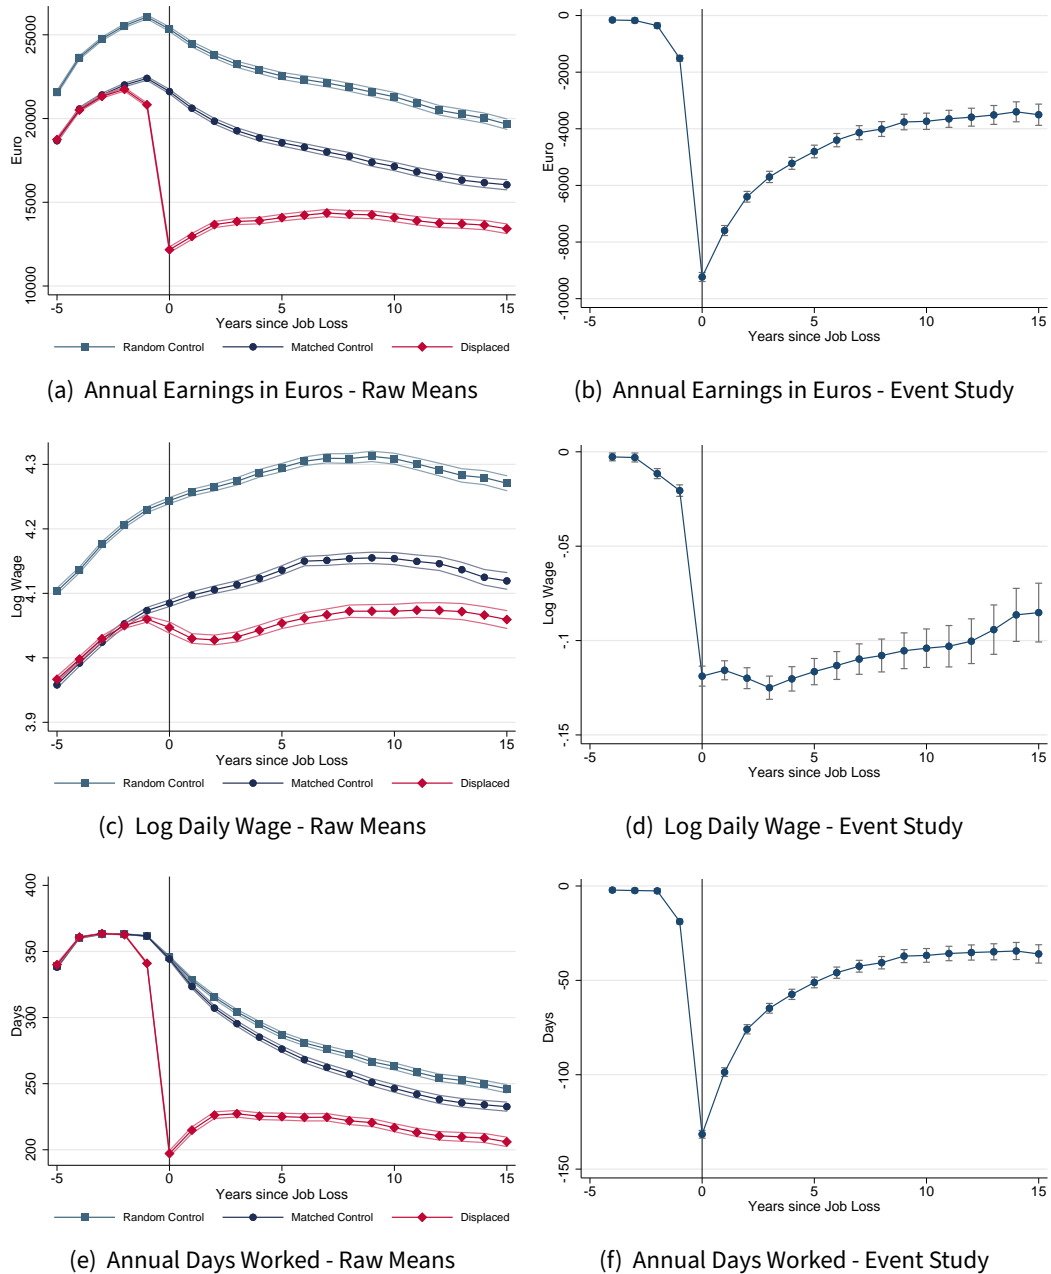 25000
20000
15000
10000
Euro
-5 0 5 10 15
Years since Job Loss
Random Control Matched Control Displaced
(a) Annual Earnings in Euros - Raw Means
0
-2000
-4000
-6000
-8000
-10000
Euro
-5 0 5 10 15
Years since Job Loss
(b) Annual Earnings in Euros - Event Study
4.3
4.2
4.1
4
3.9
Log Wage
-5 0 5 10 15
Years since Job Loss
Random Control Matched Control Displaced
(c) Log Daily Wage - Raw Means
0
-.05
-.1
-.15
Log Wage
-5 0 5 10 15
Years since Job Loss
(d) Log Daily Wage - Event Study
400
350
300
250
200
Days
-5 0 5 10 15
Years since Job Loss
Random Control Matched Control Displaced
(e) Annual Days Worked - Raw Means
0
-50
-100
-150
Days
-5 0 5 10 15
Years since Job Loss
(f) Annual Days Worked - Event Study